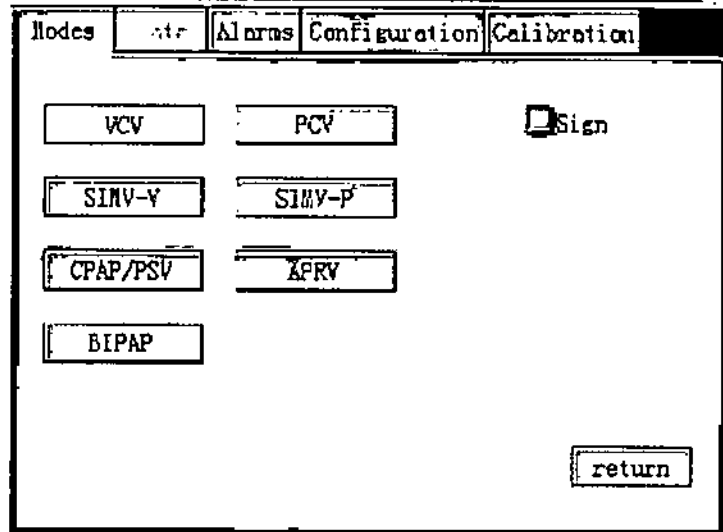 Modes Alarms Configuration Calibration
VCV PCV Sign
SIMV-V SIMV-P
CPAP/PSV APRV
BIPAP
return